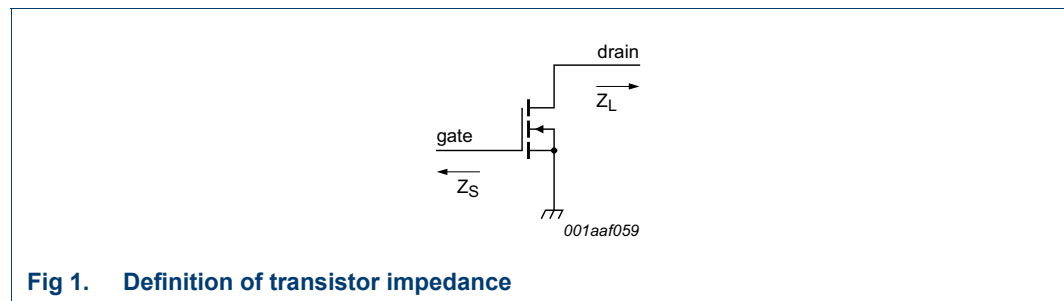 drain
Z_L
gate
Z_S
001aaf059
Fig 1. Definition of transistor impedance